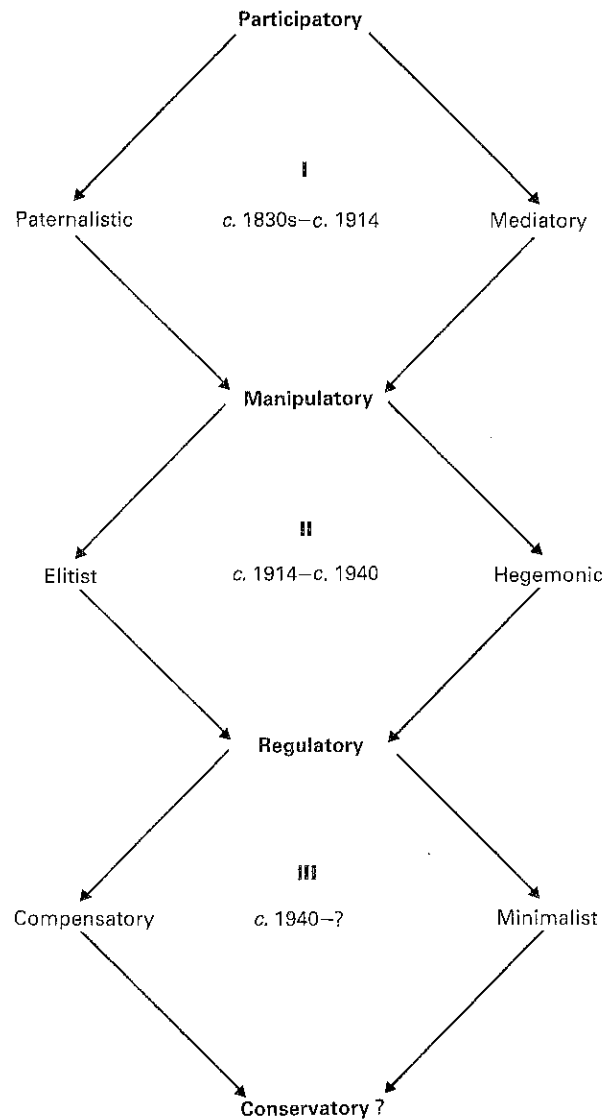 Participatory
I
Paternalistic c. 1830s–c. 1914 Mediatory
Manipulatory
II
Elitist c. 1914–c. 1940 Hegemonic
Regulatory
III
Compensatory c. 1940–? Minimalist
Conservatory ?